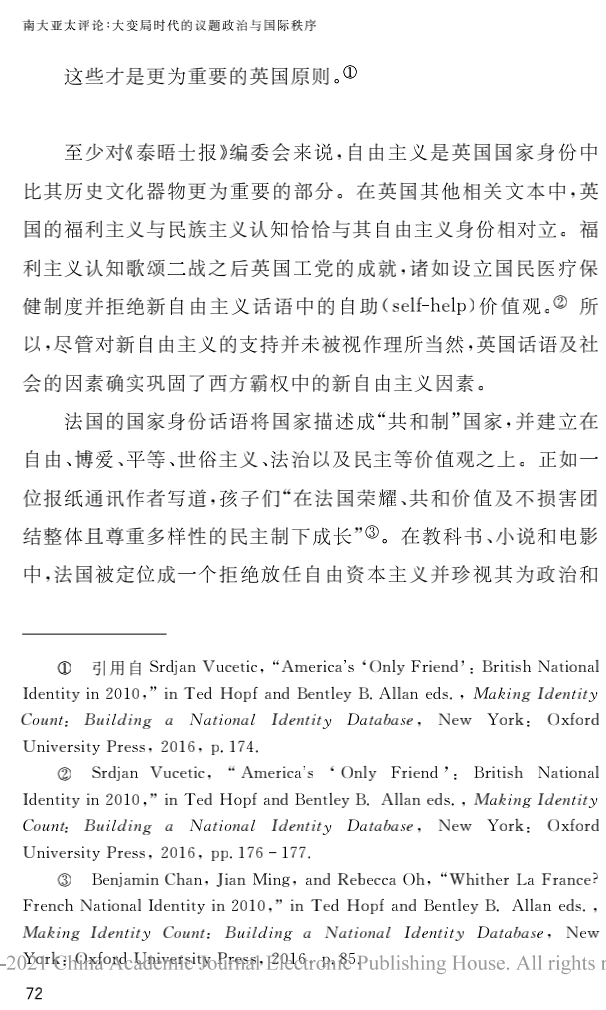 南大亚太评论:大变局时代的议题政治与国际秩序
这些才是更为重要的英国原则。①
至少对《泰晤士报》编委会来说,自由主义是英国国家身份中
比其历史文化器物更为重要的部分。在英国其他相关文本中,英
国的福利主义与民族主义认知恰恰与其自由主义身份相对立。福
利主义认知歌颂二战之后英国工党的成就,诸如设立国民医疗保
健制度并拒绝新自由主义话语中的自助(self-help)价值观。② 所
以,尽管对新自由主义的支持并未被视作理所当然,英国话语及社
会的因素确实巩固了西方霸权中的新自由主义因素。
法国的国家身份话语将国家描述成“共和制”国家,并建立在
自由、博爱、平等、世俗主义、法治以及民主等价值观之上。正如一
位报纸通讯作者写道,孩子们“在法国荣耀、共和价值及不损害团
结整体且尊重多样性的民主制下成长”③。在教科书、小说和电影
中,法国被定位成一个拒绝放任自由资本主义并珍视其为政治和
① 引用自 Srdjan Vucetic, “America's ‘Only Friend’: British National
Identity in 2010,” in Ted Hopf and Bentley B. Allan eds. , Making Identity
Count: Building a National Identity Database, New York: Oxford
University Press, 2016, p. 174.
② Srdjan Vucetic, “ America's ‘ Only Friend ’: British National
Identity in 2010,” in Ted Hopf and Bentley B. Allan eds. , Making Identity
Count: Building a National Identity Database, New York: Oxford
University Press, 2016, pp. 176－177.
③ Benjamin Chan, Jian Ming, and Rebecca Oh, “Whither La France?
French National Identity in 2010,” in Ted Hopf and Bentley B. Allan eds. ,
Making Identity Count: Building a National Identity Database, New
York: Oxford University Press, 2016, p. 85.
-2021 China Academic Journal Electronic Publishing House. All rights r
72